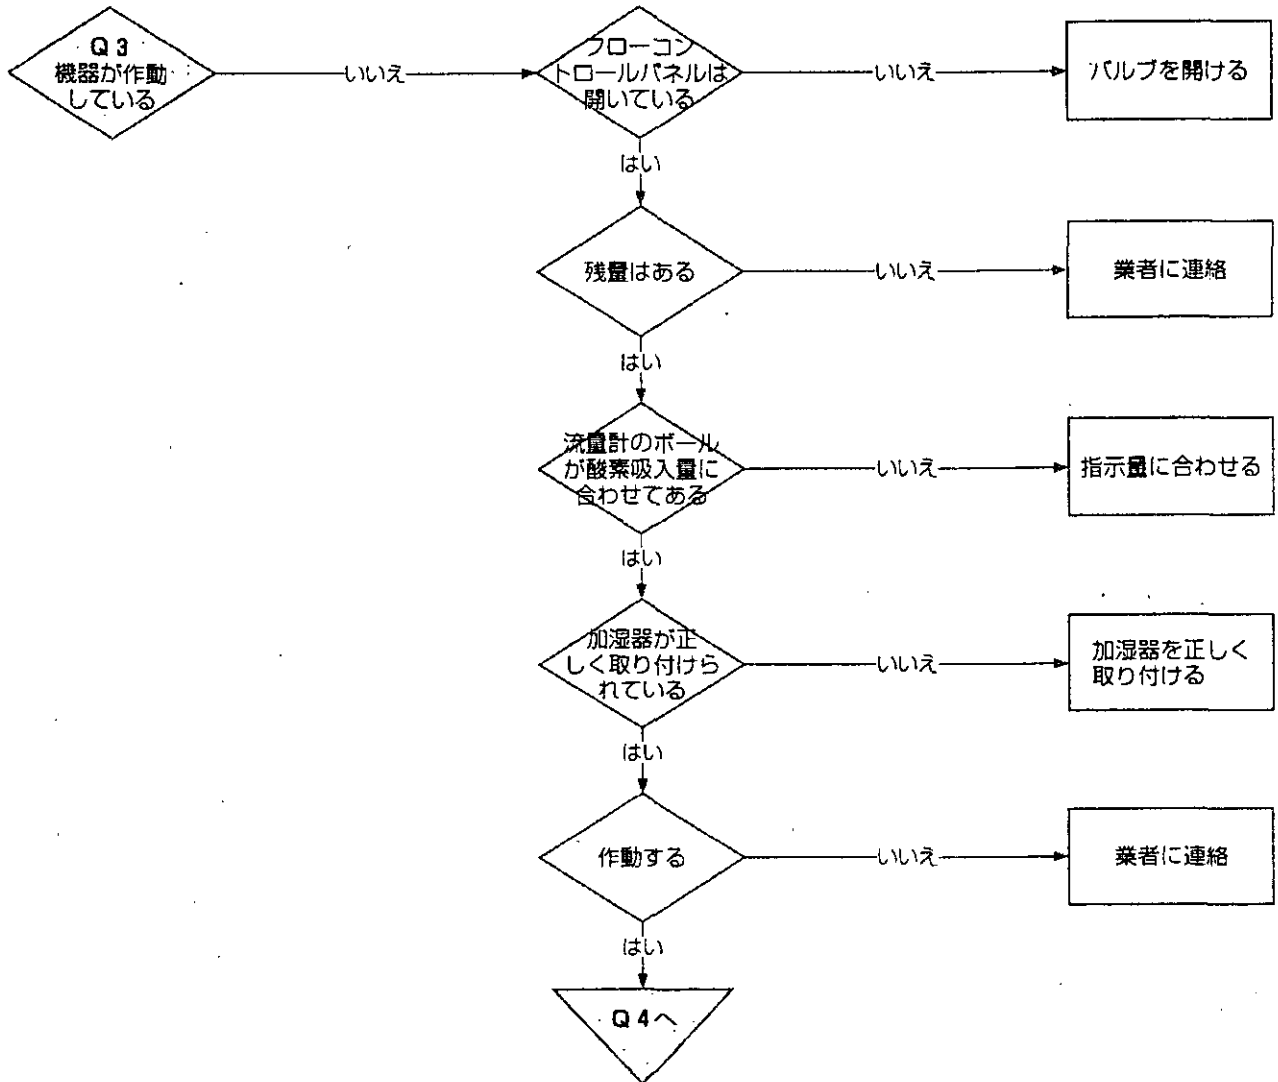 Q3
機器が作動
している
いいえ
フローコン
トロールパネルは
開いている
いいえ
バルブを開ける
はい
残量はある
いいえ
業者に連絡
はい
流量計のボール
が酸素吸入量に
合わせてある
いいえ
指示量に合わせる
はい
加湿器が正
しく取り付けら
れている
いいえ
加湿器を正しく
取り付ける
はい
作動する
いいえ
業者に連絡
はい
Q4へ